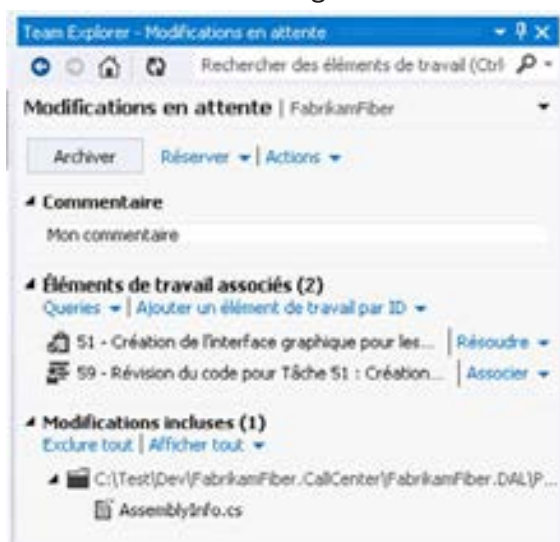 Team Explorer - Modifications en attente
Rechercher des éléments de travail (Ctrl
Modifications en attente | FabrikamFiber
Archiver Réserver | Actions
Commentaire
Mon commentaire
Éléments de travail associés (2)
Queries | Ajouter un élément de travail par ID
51 - Création de l'interface graphique pour les... | Résoudre
59 - Révision du code pour Tâche 51 : Création... | Associer
Modifications incluses (1)
Exclure tout | Afficher tout
C:\Test\Dev\FabrikamFiber.CallCenter\FabrikamFiber.DAL\P...
AssemblyInfo.cs